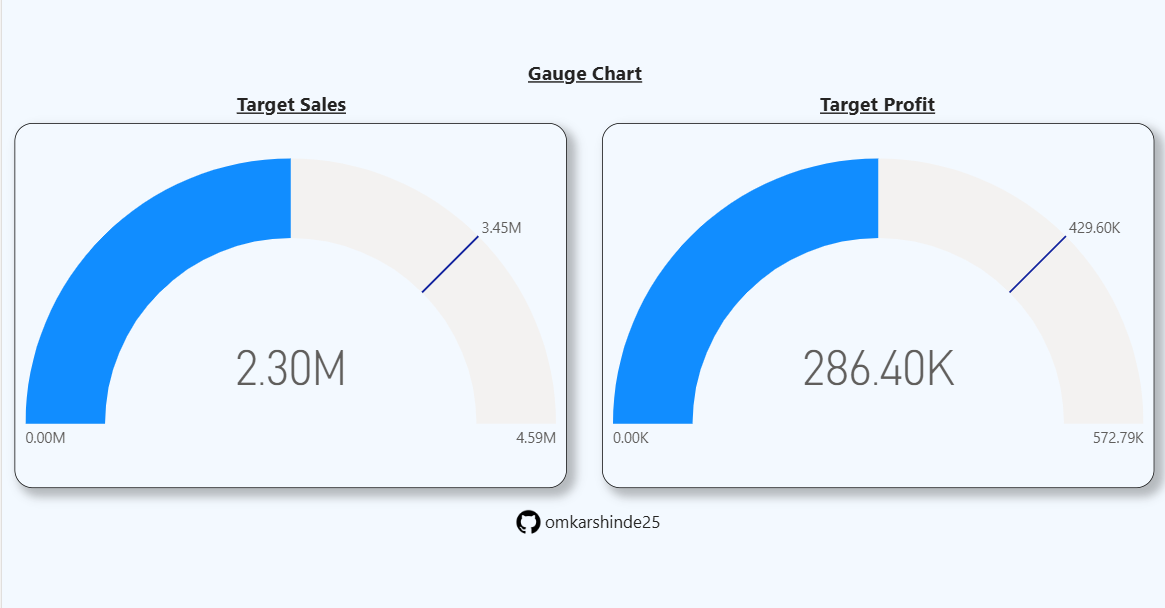 Gauge Chart
Target Sales
3.45M
2.30M
0.00M
4.59M
Target Profit
429.60K
286.40K
0.00K
572.79K
omkarshinde25